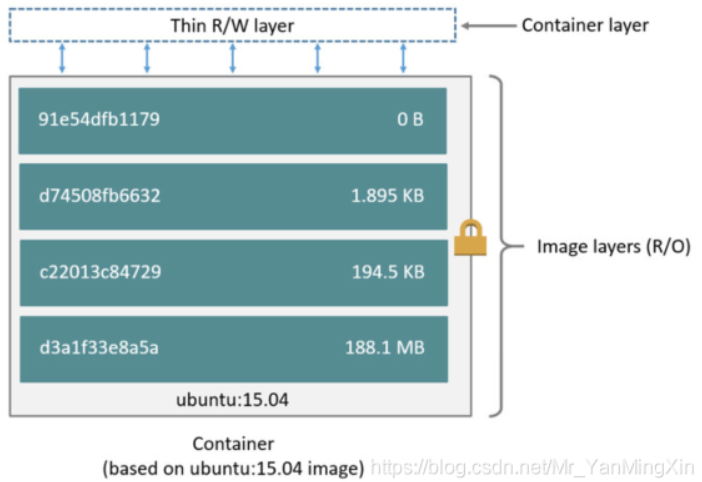 Thin R/W layer
Container layer
91e54dfb1179 0 B
d74508fb6632 1.895 KB
c22013c84729 194.5 KB
Image layers (R/O)
d3a1f33e8a5a 188.1 MB
ubuntu:15.04
Container
(based on ubuntu:15.04 image)
https://blog.csdn.net/Mr_YanMingXin